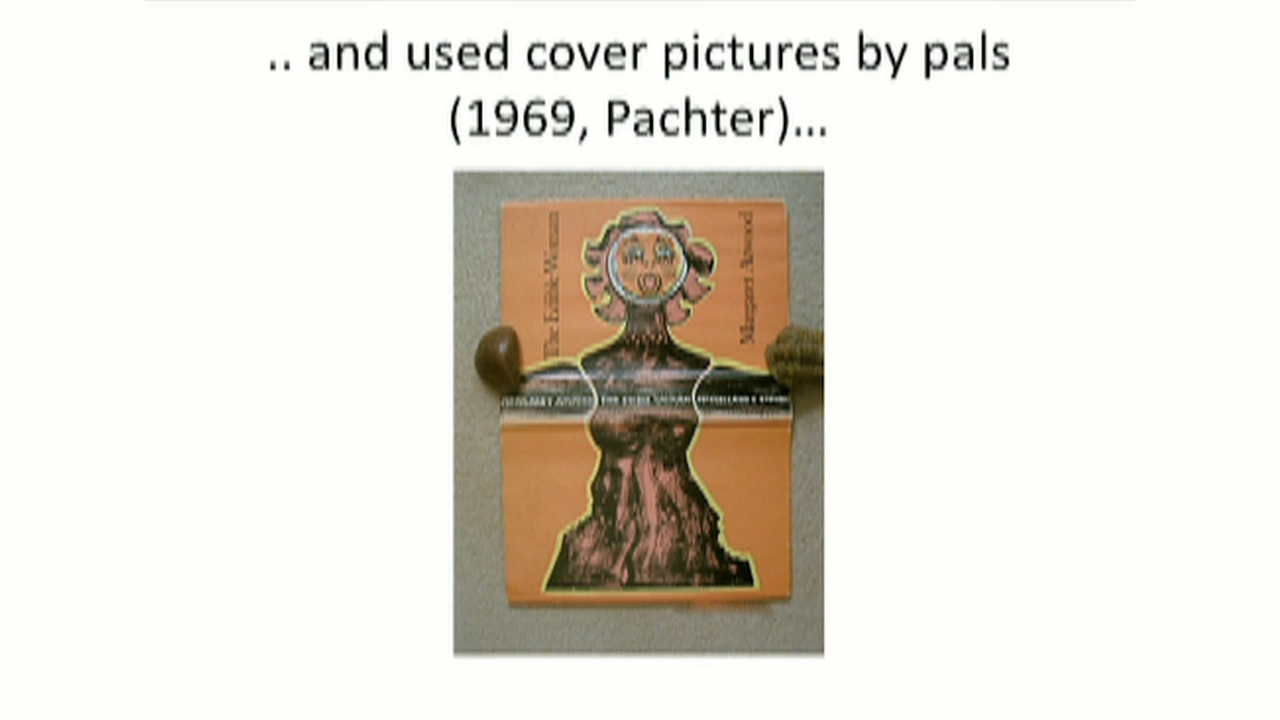 .. and used cover pictures by pals
(1969, Pachter)...
The Edible Woman
Margaret Atwood